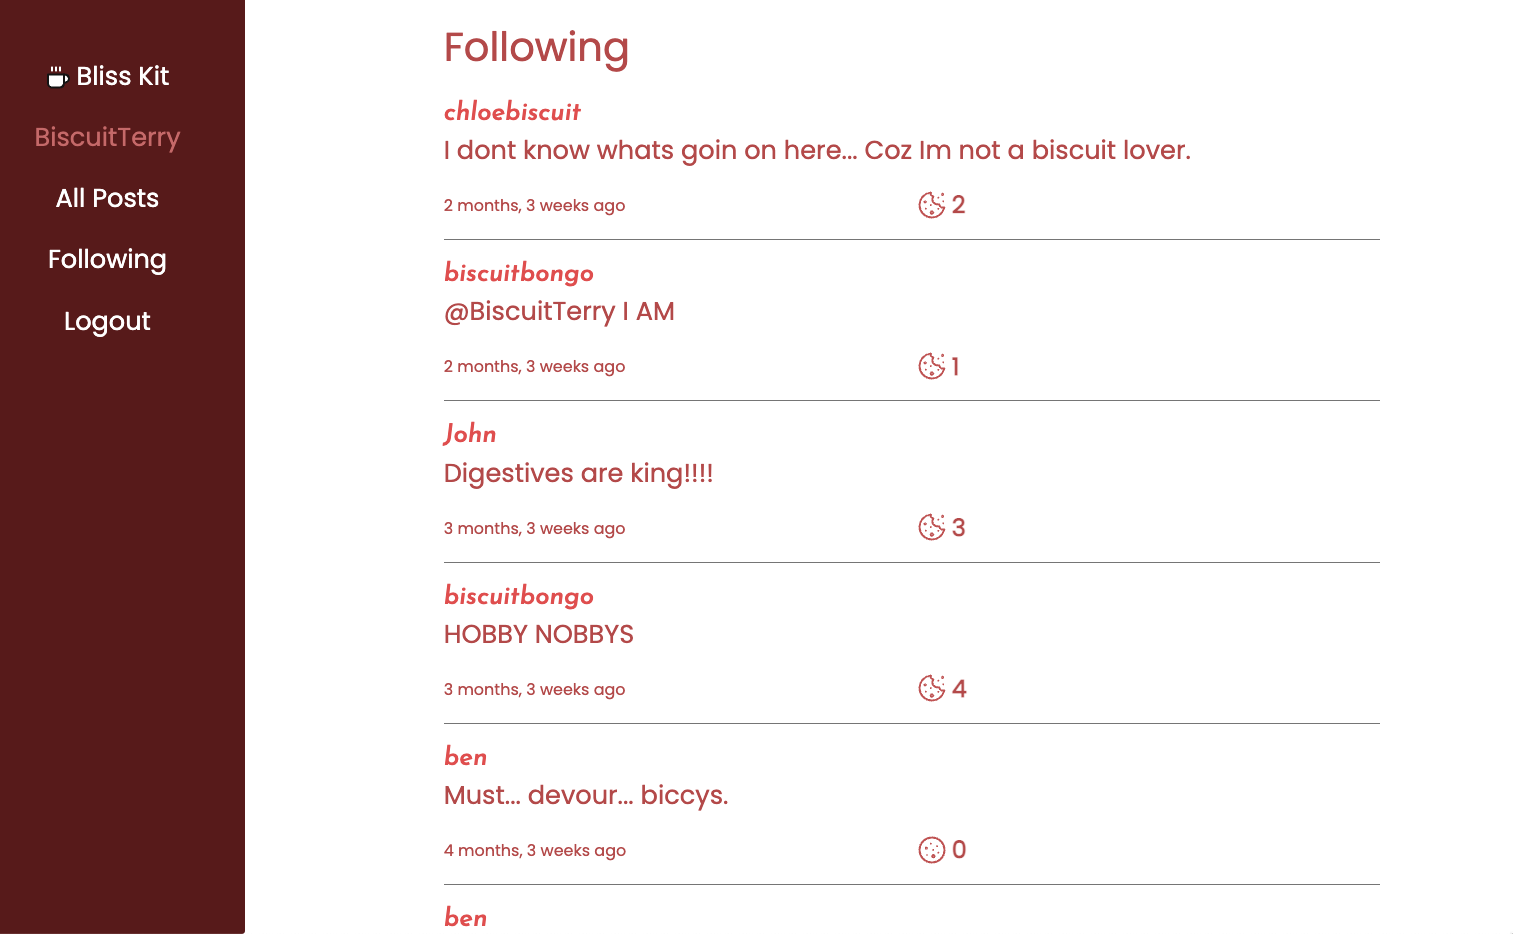 Bliss Kit
BiscuitTerry
All Posts
Following
Logout
Following
chloebiscuit
I dont know whats goin on here... Coz Im not a biscuit lover.
2 months, 3 weeks ago
2
biscuitbongo
@BiscuitTerry I AM
2 months, 3 weeks ago
1
John
Digestives are king!!!!
3 months, 3 weeks ago
3
biscuitbongo
HOBBY NOBBYS
3 months, 3 weeks ago
4
ben
Must... devour... biccys.
4 months, 3 weeks ago
0
ben